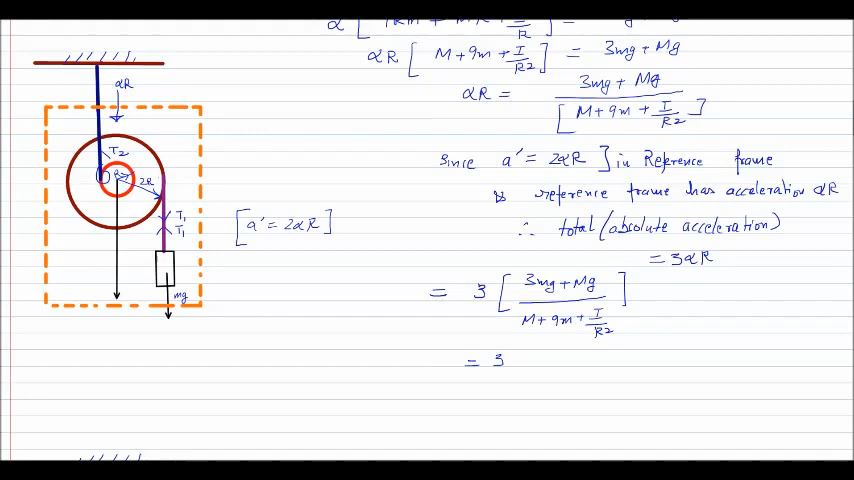 αR [ M + 9m + I/R2 ] = 3mg + Mg
αR = 3mg + Mg / [ M + 9m + I/R2 ]
since a' = 2αR ] in Reference frame
reference frame has acceleration αR
∴ total (absolute acceleration)
= 3αR
= 3 [ 3mg + Mg / M + 9m + I/R2 ]
= 3
αR
T2
R
2R
T1
T1
[ a' = 2αR ]
mg